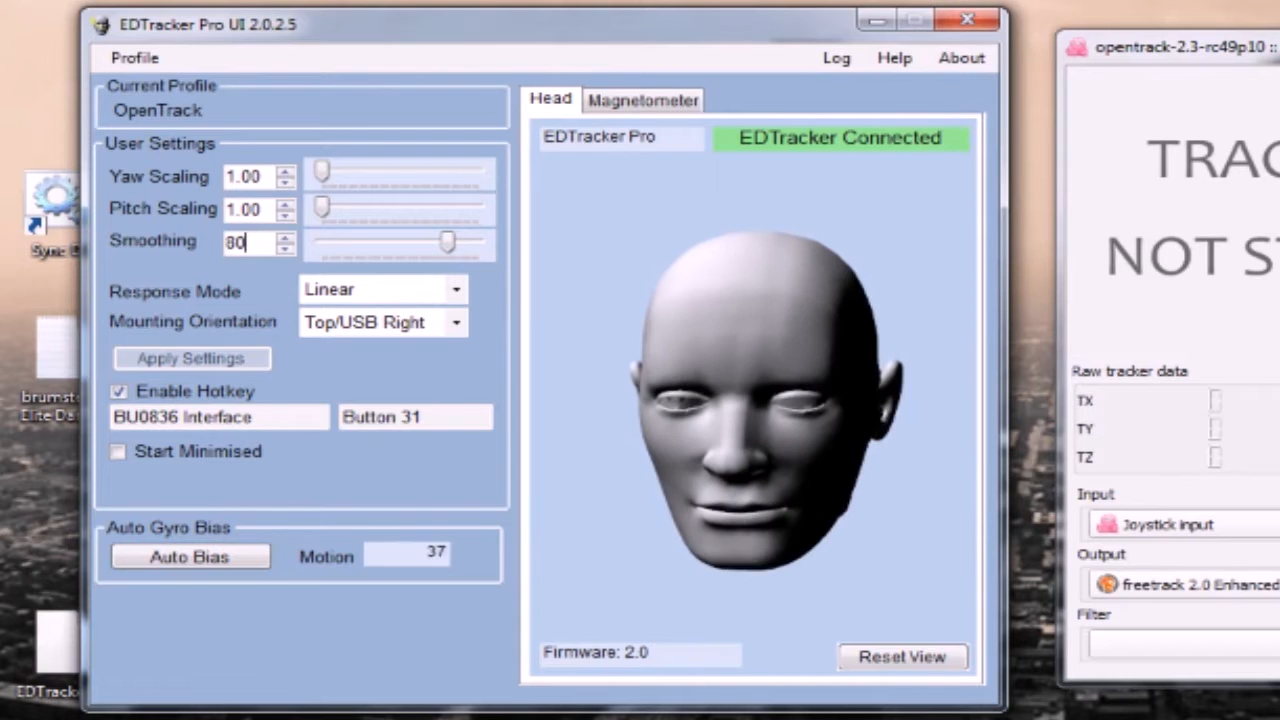 EDTracker Pro UI 2.0.2.5
Profile
Log Help About
Current Profile
OpenTrack
User Settings
Yaw Scaling 1.00
Pitch Scaling 1.00
Smoothing 80
Response Mode Linear
Mounting Orientation Top/USB Right
Apply Settings
Enable Hotkey
BU0836 Interface Button 31
Start Minimised
Auto Gyro Bias
Auto Bias Motion 37
Head Magnetometer
EDTracker Pro EDTracker Connected
Firmware: 2.0 Reset View
Sync
Elite
EDTrack
opentrack-2.3-rc49p10 ::
TRAC
NOT S
Raw tracker data
TX
TY
TZ
Input
Joystick input
Output
freetrack 2.0 Enhanced
Filter